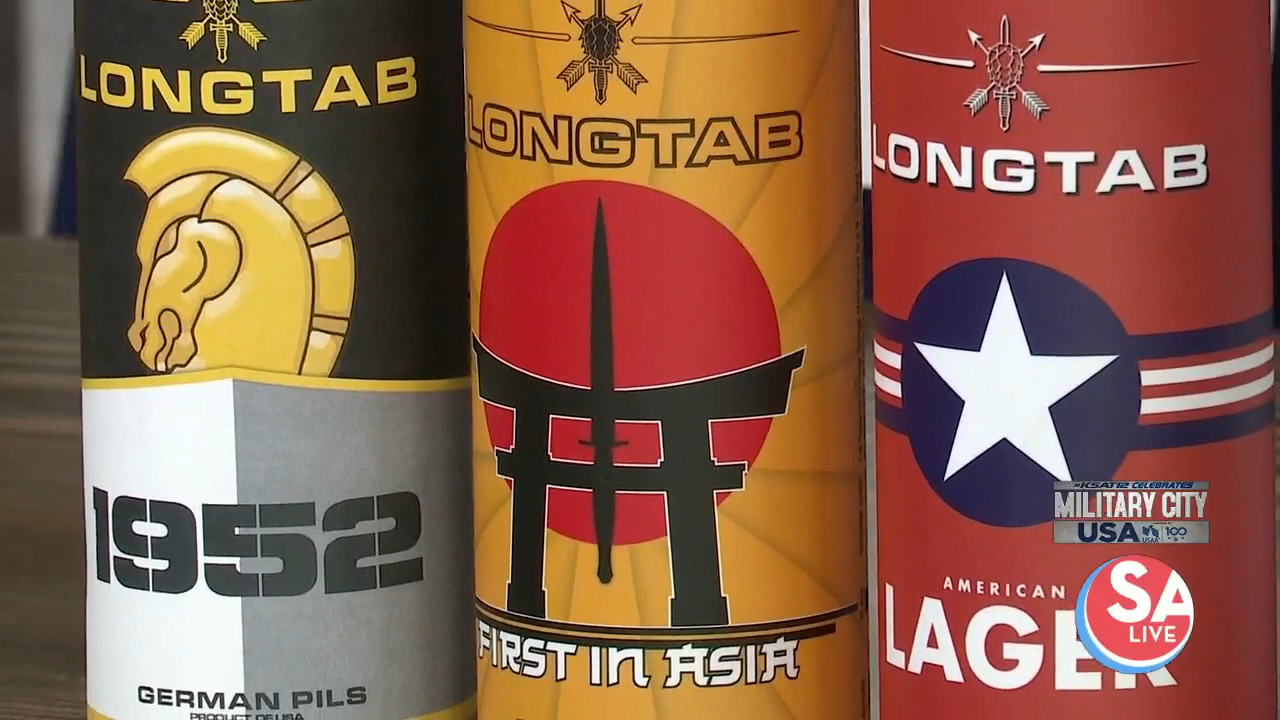 LONGTAB
1952
GERMAN PILS
PRODUCT OF USA
LONGTAB
FIRST IN ASIA
LONGTAB
AMERICAN
LAGER
KSAT12 CELEBRATES
MILITARY CITY
USA
USAA
100
SA
LIVE